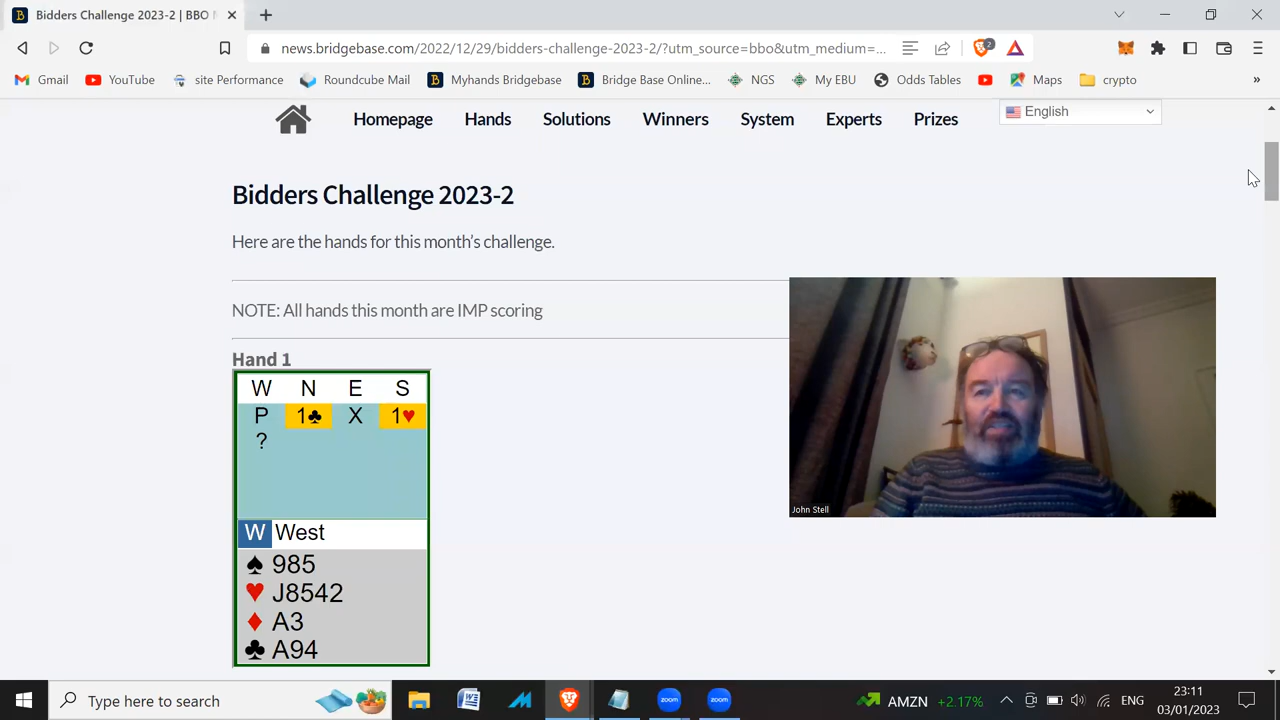 Bidders Challenge 2023-2 | BBO
news.bridgebase.com/2022/12/29/bidders-challenge-2023-2/?utm_source=bbo&utm_medium=...
2
Gmail YouTube site Performance Roundcube Mail Myhands Bridgebase Bridge Base Online... NGS My EBU Odds Tables Maps crypto »
Homepage Hands Solutions Winners System Experts Prizes English
Bidders Challenge 2023-2
Here are the hands for this month’s challenge.
NOTE: All hands this month are IMP scoring
Hand 1
W N E S
P 1♣ X 1♥
?
W West
♠ 985
♥ J8542
♦ A3
♣ A94
John Stell
Type here to search
AMZN +2.17%
ENG
23:11
03/01/2023